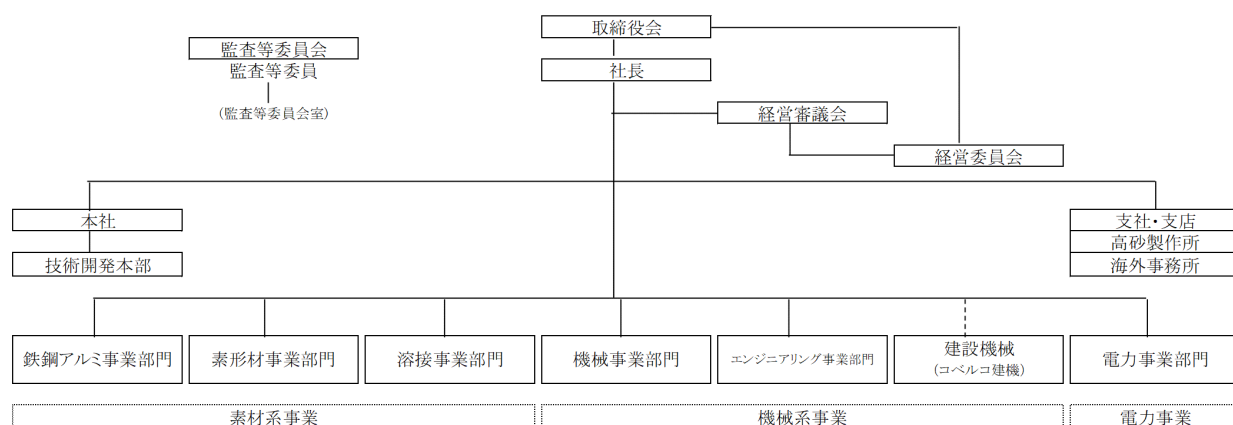 取締役会
監査等委員会
監査等委員
社長
(監査等委員会室)
経営審議会
経営委員会
本社
支社・支店
高砂製作所
技術開発本部
海外事務所
鉄鋼アルミ事業部門
素形材事業部門
溶接事業部門
機械事業部門
エンジニアリング事業部門
建設機械
(コベルコ建機)
電力事業部門
素材系事業
機械系事業
電力事業